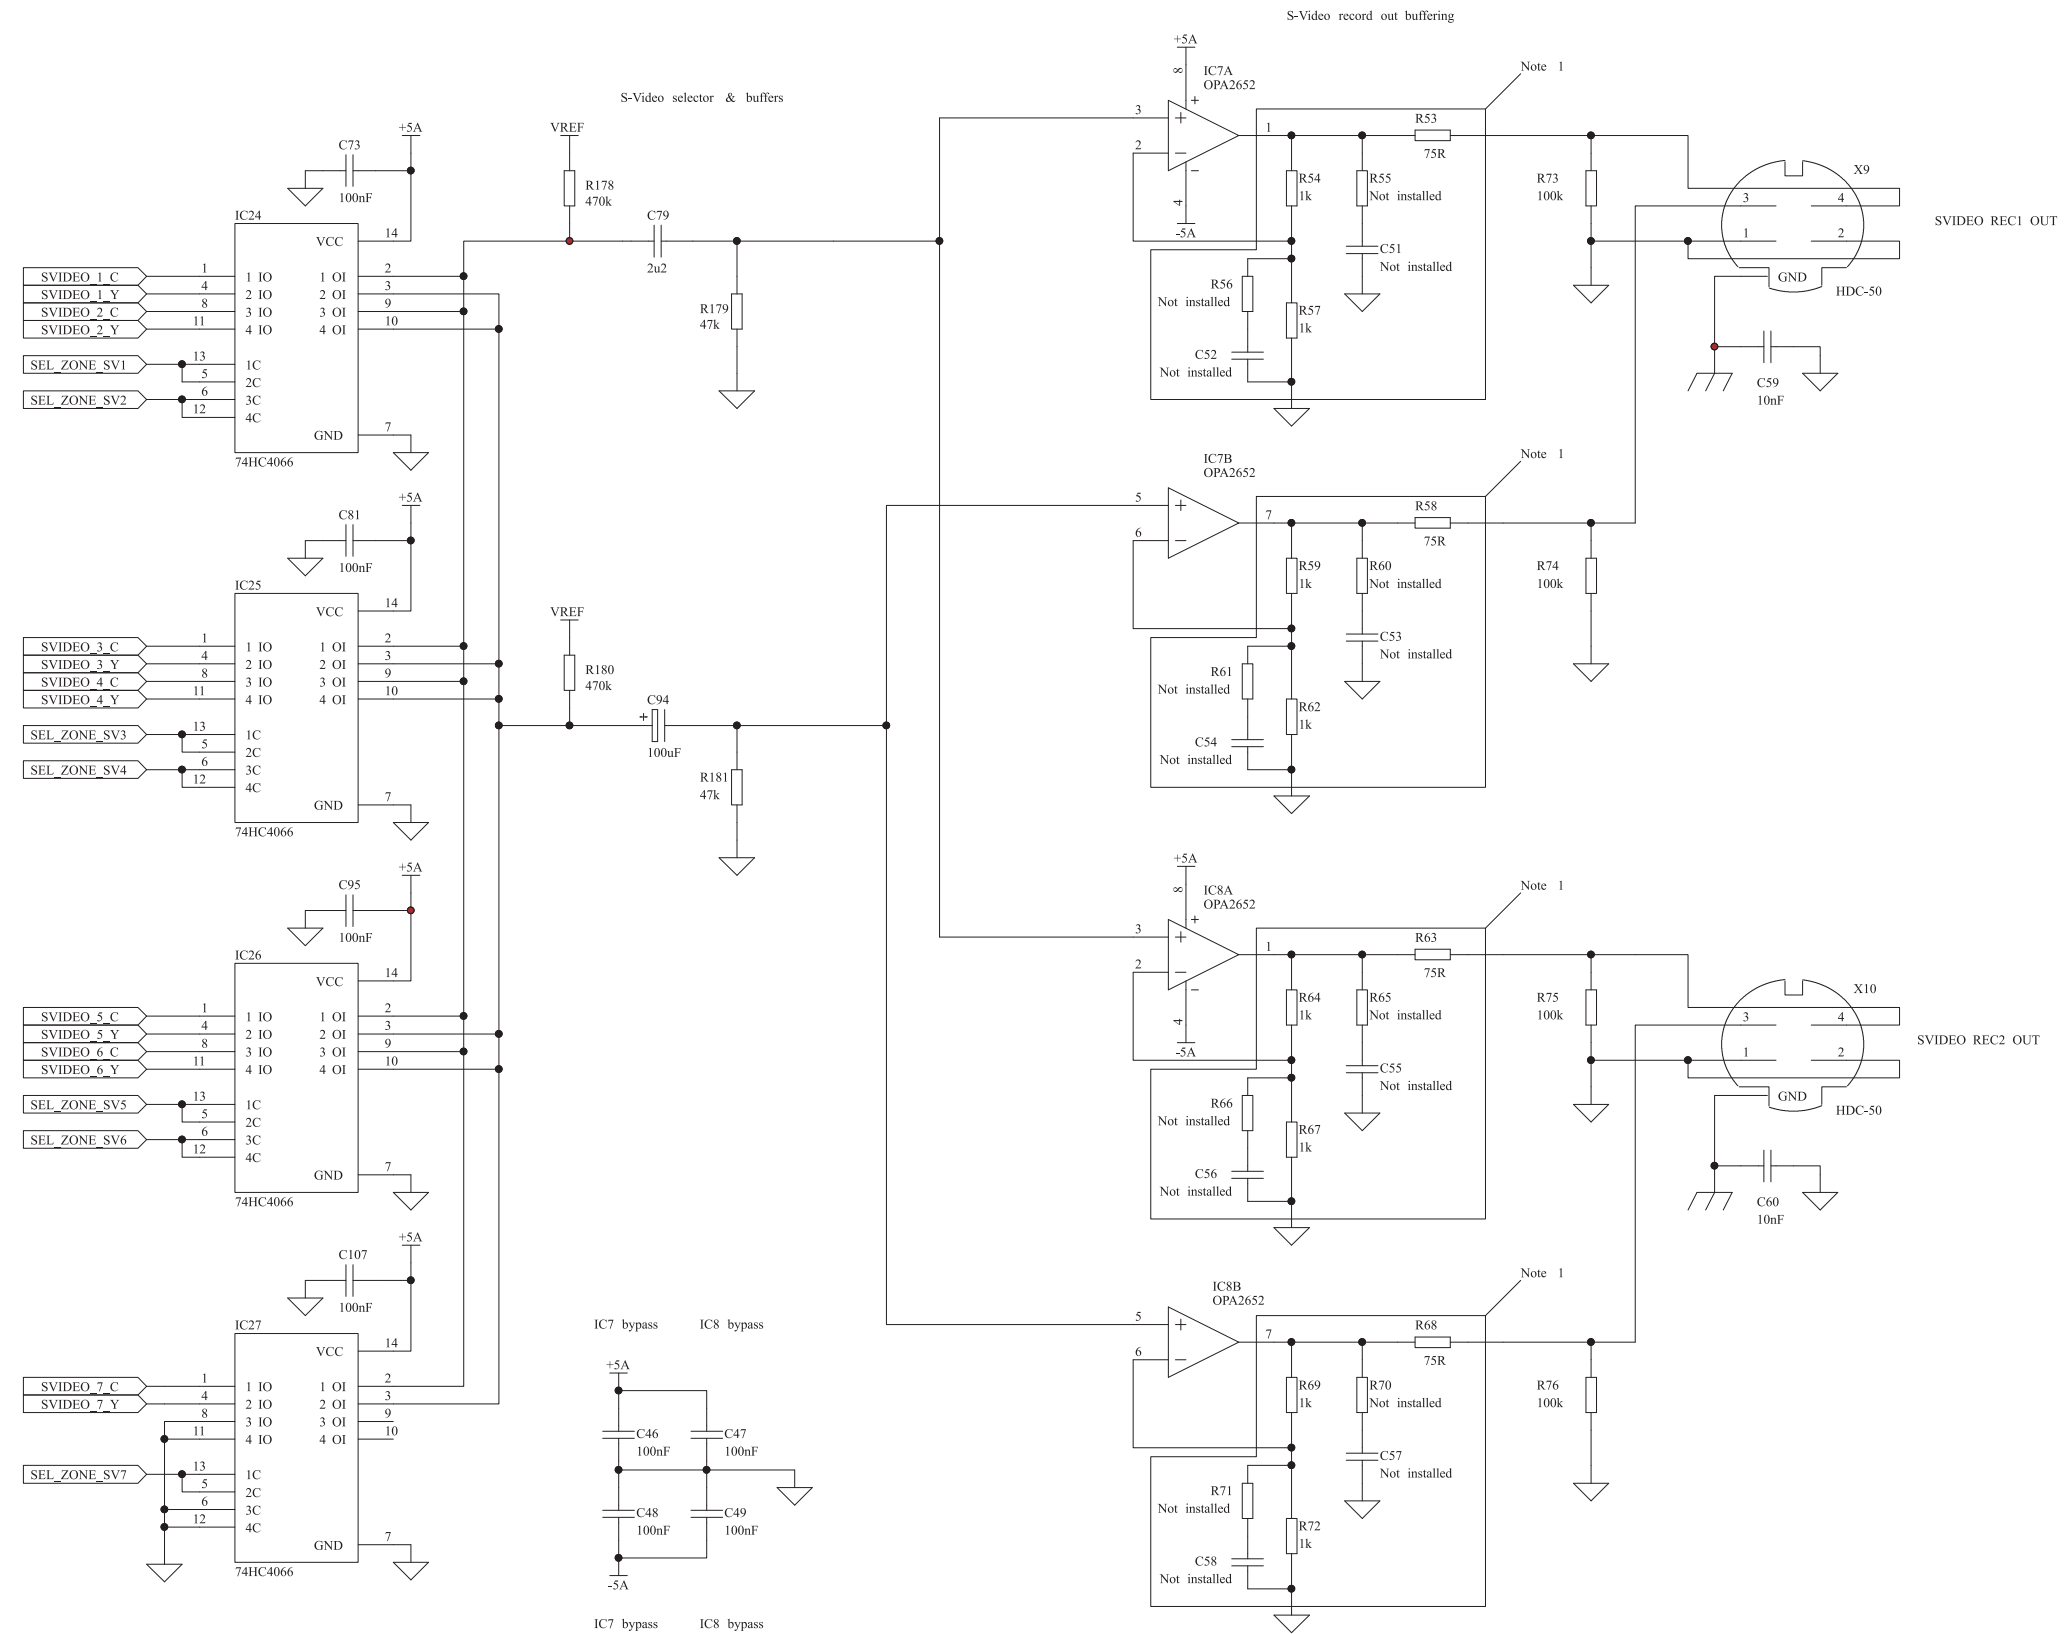 S-Video record out buffering
S-Video selector & buffers
+5A
C73
100nF
IC24
VCC 14
SVIDEO_1_C 1 1 IO 1 OI 2
SVIDEO_1_Y 4 2 IO 2 OI 3
SVIDEO_2_C 8 3 IO 3 OI 9
SVIDEO_2_Y 11 4 IO 4 OI 10
SEL_ZONE_SV1 13 1C
5 2C
SEL_ZONE_SV2 6 3C
12 4C
GND 7
74HC4066
+5A
C81
100nF
IC25
VCC 14
SVIDEO_3_C 1 1 IO 1 OI 2
SVIDEO_3_Y 4 2 IO 2 OI 3
SVIDEO_4_C 8 3 IO 3 OI 9
SVIDEO_4_Y 11 4 IO 4 OI 10
SEL_ZONE_SV3 13 1C
5 2C
SEL_ZONE_SV4 6 3C
12 4C
GND 7
74HC4066
+5A
C95
100nF
IC26
VCC 14
SVIDEO_5_C 1 1 IO 1 OI 2
SVIDEO_5_Y 4 2 IO 2 OI 3
SVIDEO_6_C 8 3 IO 3 OI 9
SVIDEO_6_Y 11 4 IO 4 OI 10
SEL_ZONE_SV5 13 1C
5 2C
SEL_ZONE_SV6 6 3C
12 4C
GND 7
74HC4066
+5A
C107
100nF
IC27
VCC 14
SVIDEO_7_C 1 1 IO 1 OI 2
SVIDEO_7_Y 4 2 IO 2 OI 3
8 3 IO 3 OI 9
11 4 IO 4 OI 10
SEL_ZONE_SV7 13 1C
5 2C
6 3C
12 4C
GND 7
74HC4066
VREF
R178
470k
C79
2u2
R179
47k
VREF
R180
470k
+
C94
100uF
R181
47k
IC7 bypass IC8 bypass
+5A
C46
100nF
C47
100nF
C48
100nF
C49
100nF
-5A
IC7 bypass IC8 bypass
+5A
8
IC7A
OPA2652
+
3 +
2 −
1
−
4
-5A
Note 1
R53
75R
R54
1k
R55
Not installed
C51
Not installed
R56
Not installed
R57
1k
C52
Not installed
R73
100k
X9
3 4
1 2
GND
HDC-50
SVIDEO REC1 OUT
C59
10nF
IC7B
OPA2652
5 +
6 −
7
Note 1
R58
75R
R59
1k
R60
Not installed
C53
Not installed
R61
Not installed
R62
1k
C54
Not installed
R74
100k
+5A
8
IC8A
OPA2652
+
3 +
2 −
1
−
4
-5A
Note 1
R63
75R
R64
1k
R65
Not installed
C55
Not installed
R66
Not installed
R67
1k
C56
Not installed
R75
100k
X10
3 4
1 2
GND
HDC-50
SVIDEO REC2 OUT
C60
10nF
IC8B
OPA2652
5 +
6 −
7
Note 1
R68
75R
R69
1k
R70
Not installed
C57
Not installed
R71
Not installed
R72
1k
C58
Not installed
R76
100k